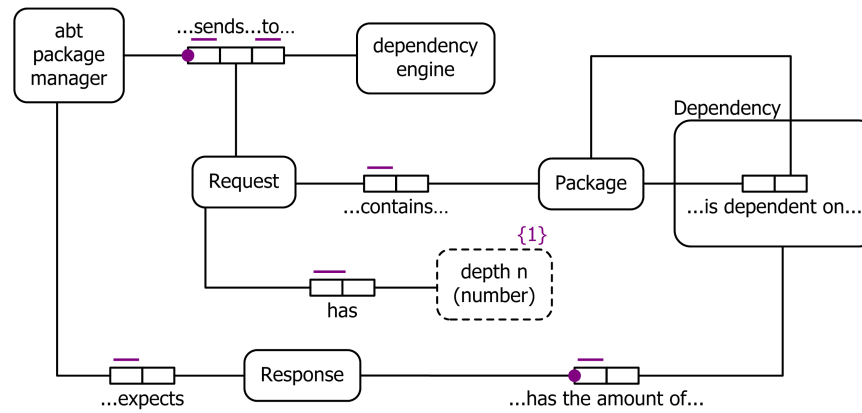 ...sends...to...
abt
package
manager
dependency
engine
Dependency
Request
Package
...contains...
...is dependent on...
{1}
depth n
(number)
has
Response
...expects
...has the amount of...